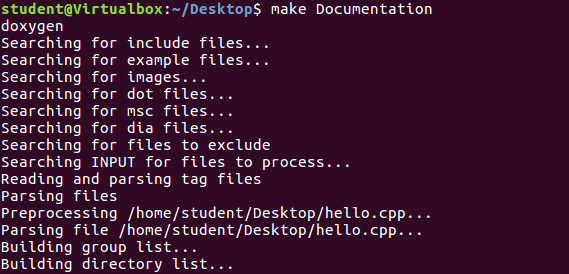 student@Virtualbox:~/Desktop$ make Documentation
doxygen
Searching for include files...
Searching for example files...
Searching for images...
Searching for dot files...
Searching for msc files...
Searching for dia files...
Searching for files to exclude
Searching INPUT for files to process...
Reading and parsing tag files
Parsing files
Preprocessing /home/student/Desktop/hello.cpp...
Parsing file /home/student/Desktop/hello.cpp...
Building group list...
Building directory list...